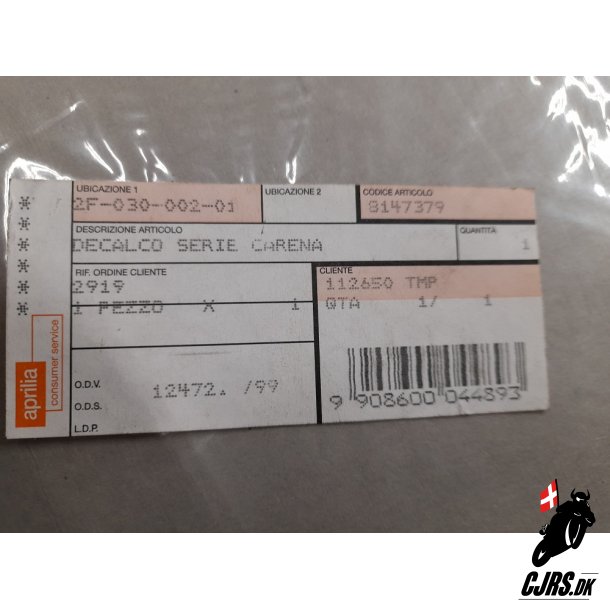 UBICAZIONE 1
2F-030-002-01
UBICAZIONE 2
CODICE ARTICOLO
8147379
DESCRIZIONE ARTICOLO
DECALCO SERIE CARENA
QUANTITÀ
1
RIF. ORDINE CLIENTE
2919
1 PEZZO X 1
CLIENTE
112650 TMP
QTA 1/ 1
O.D.V. 12472. /99
O.D.S.
L.D.P.
9 908600 044893
aprilia
consumer service
CJRS.DK